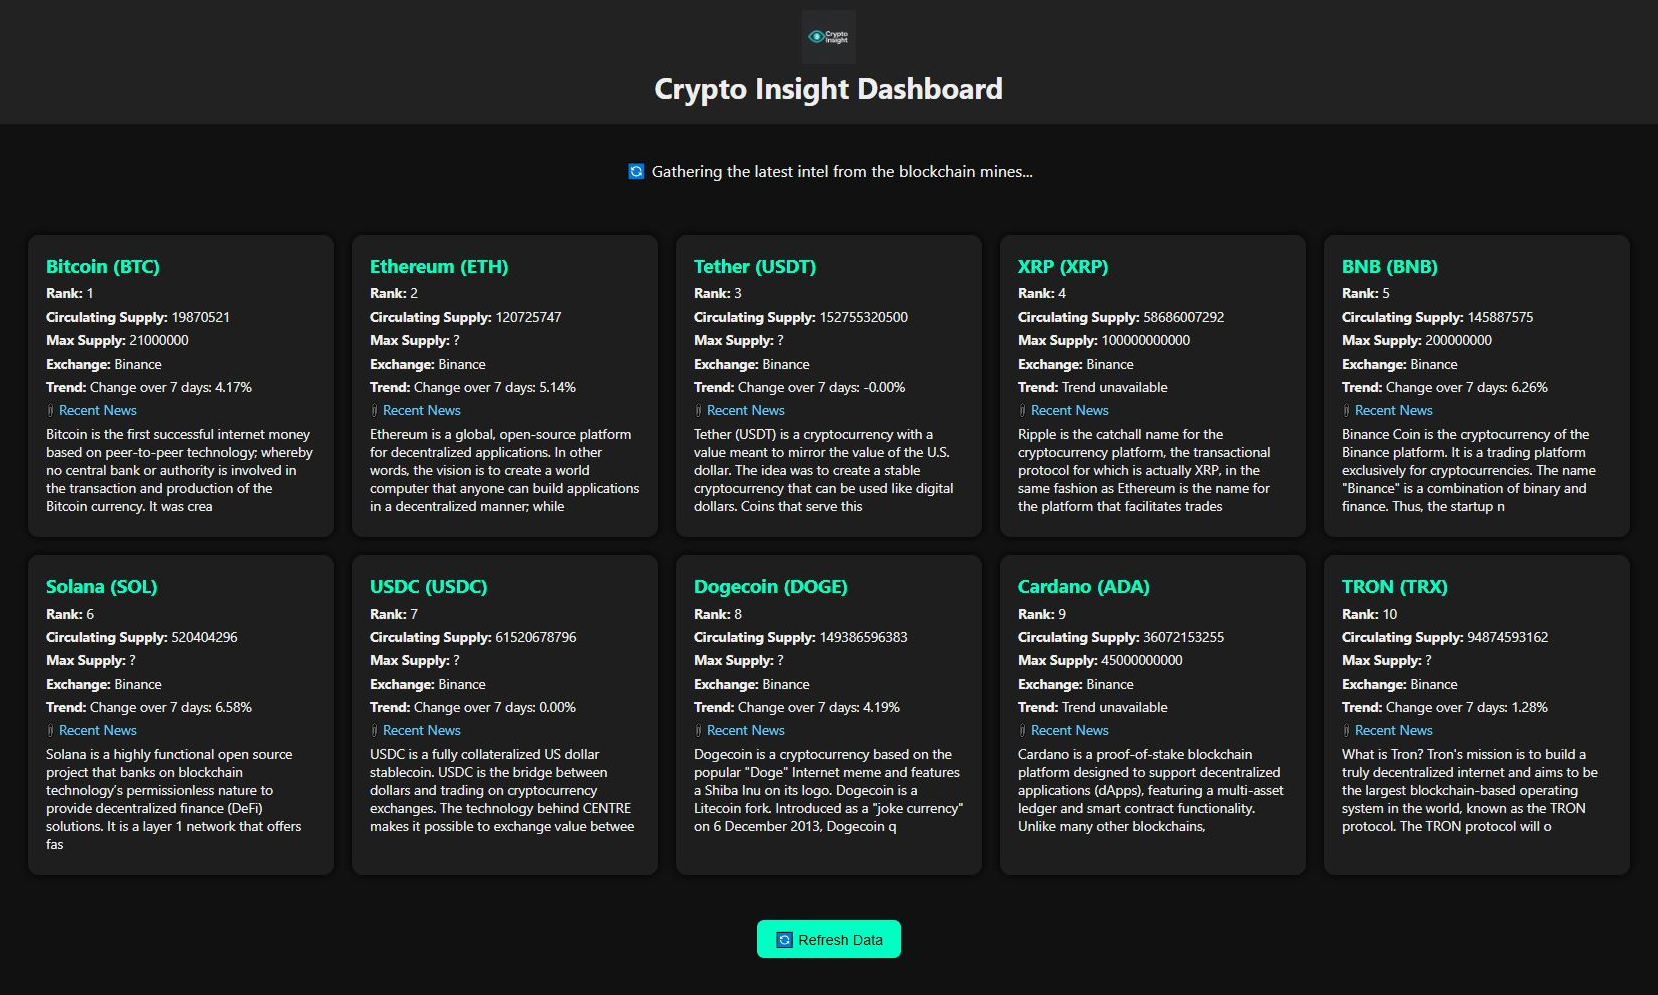 Crypto
Insight
Crypto Insight Dashboard
Gathering the latest intel from the blockchain mines...
Bitcoin (BTC)
Rank: 1
Circulating Supply: 19870521
Max Supply: 21000000
Exchange: Binance
Trend: Change over 7 days: 4.17%
Recent News
Bitcoin is the first successful internet money
based on peer-to-peer technology; whereby
no central bank or authority is involved in
the transaction and production of the
Bitcoin currency. It was crea
Ethereum (ETH)
Rank: 2
Circulating Supply: 120725747
Max Supply: ?
Exchange: Binance
Trend: Change over 7 days: 5.14%
Recent News
Ethereum is a global, open-source platform
for decentralized applications. In other
words, the vision is to create a world
computer that anyone can build applications
in a decentralized manner; while
Tether (USDT)
Rank: 3
Circulating Supply: 152755320500
Max Supply: ?
Exchange: Binance
Trend: Change over 7 days: -0.00%
Recent News
Tether (USDT) is a cryptocurrency with a
value meant to mirror the value of the U.S.
dollar. The idea was to create a stable
cryptocurrency that can be used like digital
dollars. Coins that serve this
XRP (XRP)
Rank: 4
Circulating Supply: 58686007292
Max Supply: 100000000000
Exchange: Binance
Trend: Trend unavailable
Recent News
Ripple is the catchall name for the
cryptocurrency platform, the transactional
protocol for which is actually XRP, in the
same fashion as Ethereum is the name for
the platform that facilitates trades
BNB (BNB)
Rank: 5
Circulating Supply: 145887575
Max Supply: 200000000
Exchange: Binance
Trend: Change over 7 days: 6.26%
Recent News
Binance Coin is the cryptocurrency of the
Binance platform. It is a trading platform
exclusively for cryptocurrencies. The name
"Binance" is a combination of binary and
finance. Thus, the startup n
Solana (SOL)
Rank: 6
Circulating Supply: 520404296
Max Supply: ?
Exchange: Binance
Trend: Change over 7 days: 6.58%
Recent News
Solana is a highly functional open source
project that banks on blockchain
technology's permissionless nature to
provide decentralized finance (DeFi)
solutions. It is a layer 1 network that offers
fas
USDC (USDC)
Rank: 7
Circulating Supply: 61520678796
Max Supply: ?
Exchange: Binance
Trend: Change over 7 days: 0.00%
Recent News
USDC is a fully collateralized US dollar
stablecoin. USDC is the bridge between
dollars and trading on cryptocurrency
exchanges. The technology behind CENTRE
makes it possible to exchange value betwee
Dogecoin (DOGE)
Rank: 8
Circulating Supply: 149386596383
Max Supply: ?
Exchange: Binance
Trend: Change over 7 days: 4.19%
Recent News
Dogecoin is a cryptocurrency based on the
popular "Doge" Internet meme and features
a Shiba Inu on its logo. Dogecoin is a
Litecoin fork. Introduced as a "joke currency"
on 6 December 2013, Dogecoin q
Cardano (ADA)
Rank: 9
Circulating Supply: 36072153255
Max Supply: 45000000000
Exchange: Binance
Trend: Trend unavailable
Recent News
Cardano is a proof-of-stake blockchain
platform designed to support decentralized
applications (dApps), featuring a multi-asset
ledger and smart contract functionality.
Unlike many other blockchains,
TRON (TRX)
Rank: 10
Circulating Supply: 94874593162
Max Supply: ?
Exchange: Binance
Trend: Change over 7 days: 1.28%
Recent News
What is Tron? Tron's mission is to build a
truly decentralized internet and aims to be
the largest blockchain-based operating
system in the world, known as the TRON
protocol. The TRON protocol will o
Refresh Data